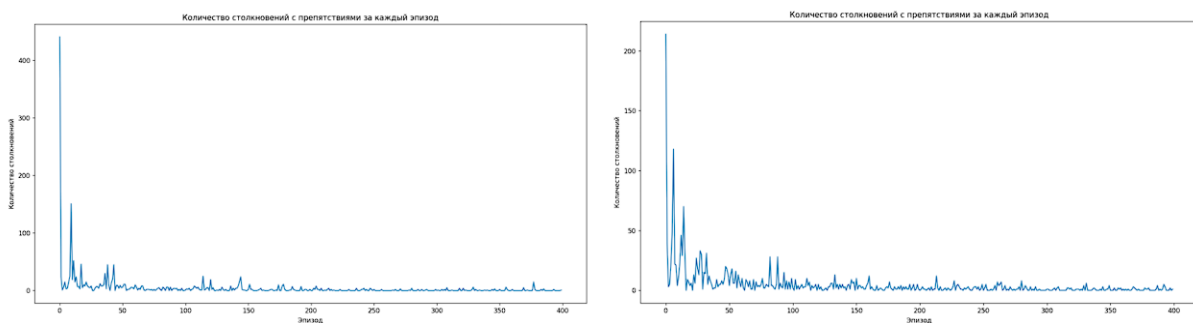 Количество столкновений с препятствиями за каждый эпизод
Количество столкновений
400
300
200
100
0
0 50 100 150 200 250 300 350 400
Эпизод
Количество столкновений с препятствиями за каждый эпизод
Количество столкновений
200
150
100
50
0
0 50 100 150 200 250 300 350 400
Эпизод